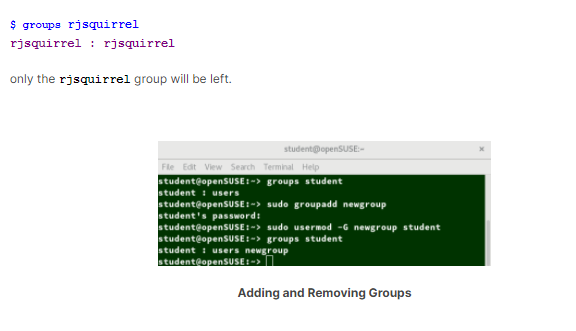 $ groups rjsquirrel
rjsquirrel : rjsquirrel
only the rjsquirrel group will be left.
student@openSUSE:~
File Edit View Search Terminal Help
student@openSUSE:~> groups student
student : users
student@openSUSE:~> sudo groupadd newgroup
student's password:
student@openSUSE:~> sudo usermod -G newgroup student
student@openSUSE:~> groups student
student : users newgroup
student@openSUSE:~>
Adding and Removing Groups